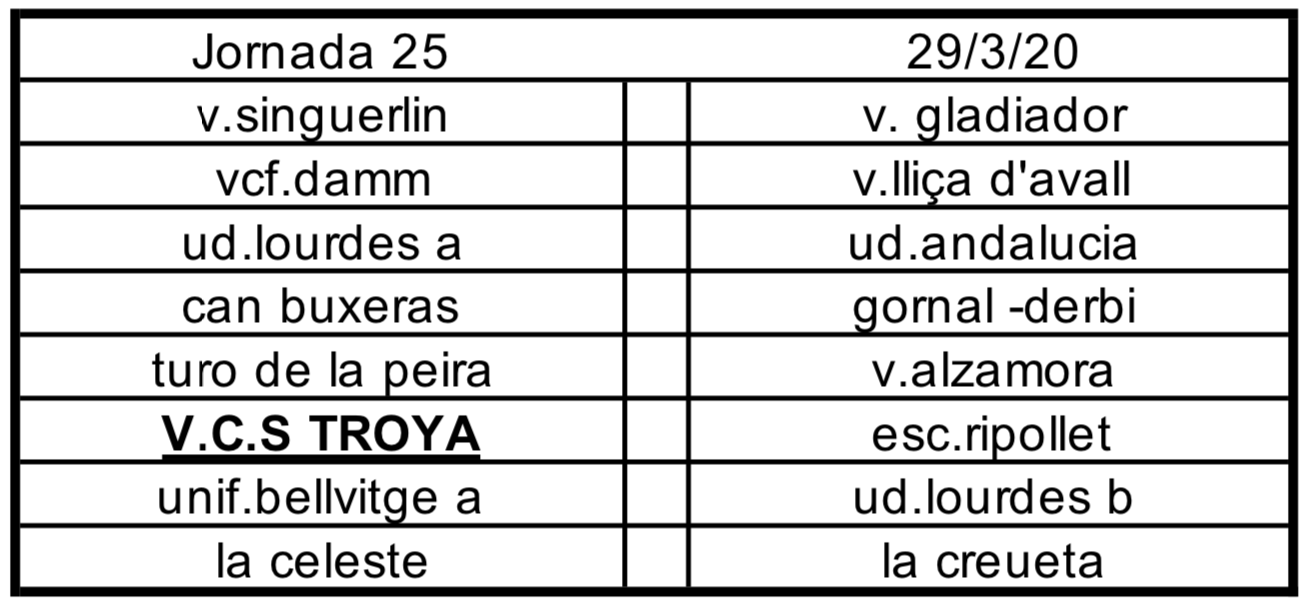 Jornada 25 29/3/20
v.singuerlin v. gladiador
vcf.damm v.lliça d'avall
ud.lourdes a ud.andalucia
can buxeras gornal -derbi
turo de la peira v.alzamora
V.C.S TROYA esc.ripollet
unif.bellvitge a ud.lourdes b
la celeste la creueta